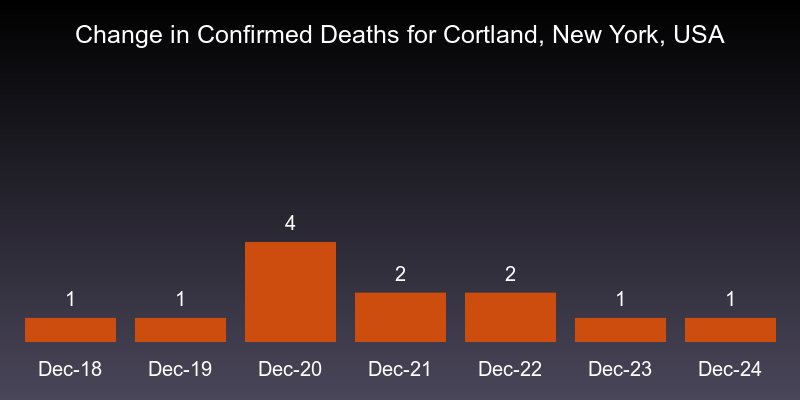 Change in Confirmed Deaths for Cortland, New York, USA
4
2 2
1 1 1 1
Dec-18 Dec-19 Dec-20 Dec-21 Dec-22 Dec-23 Dec-24